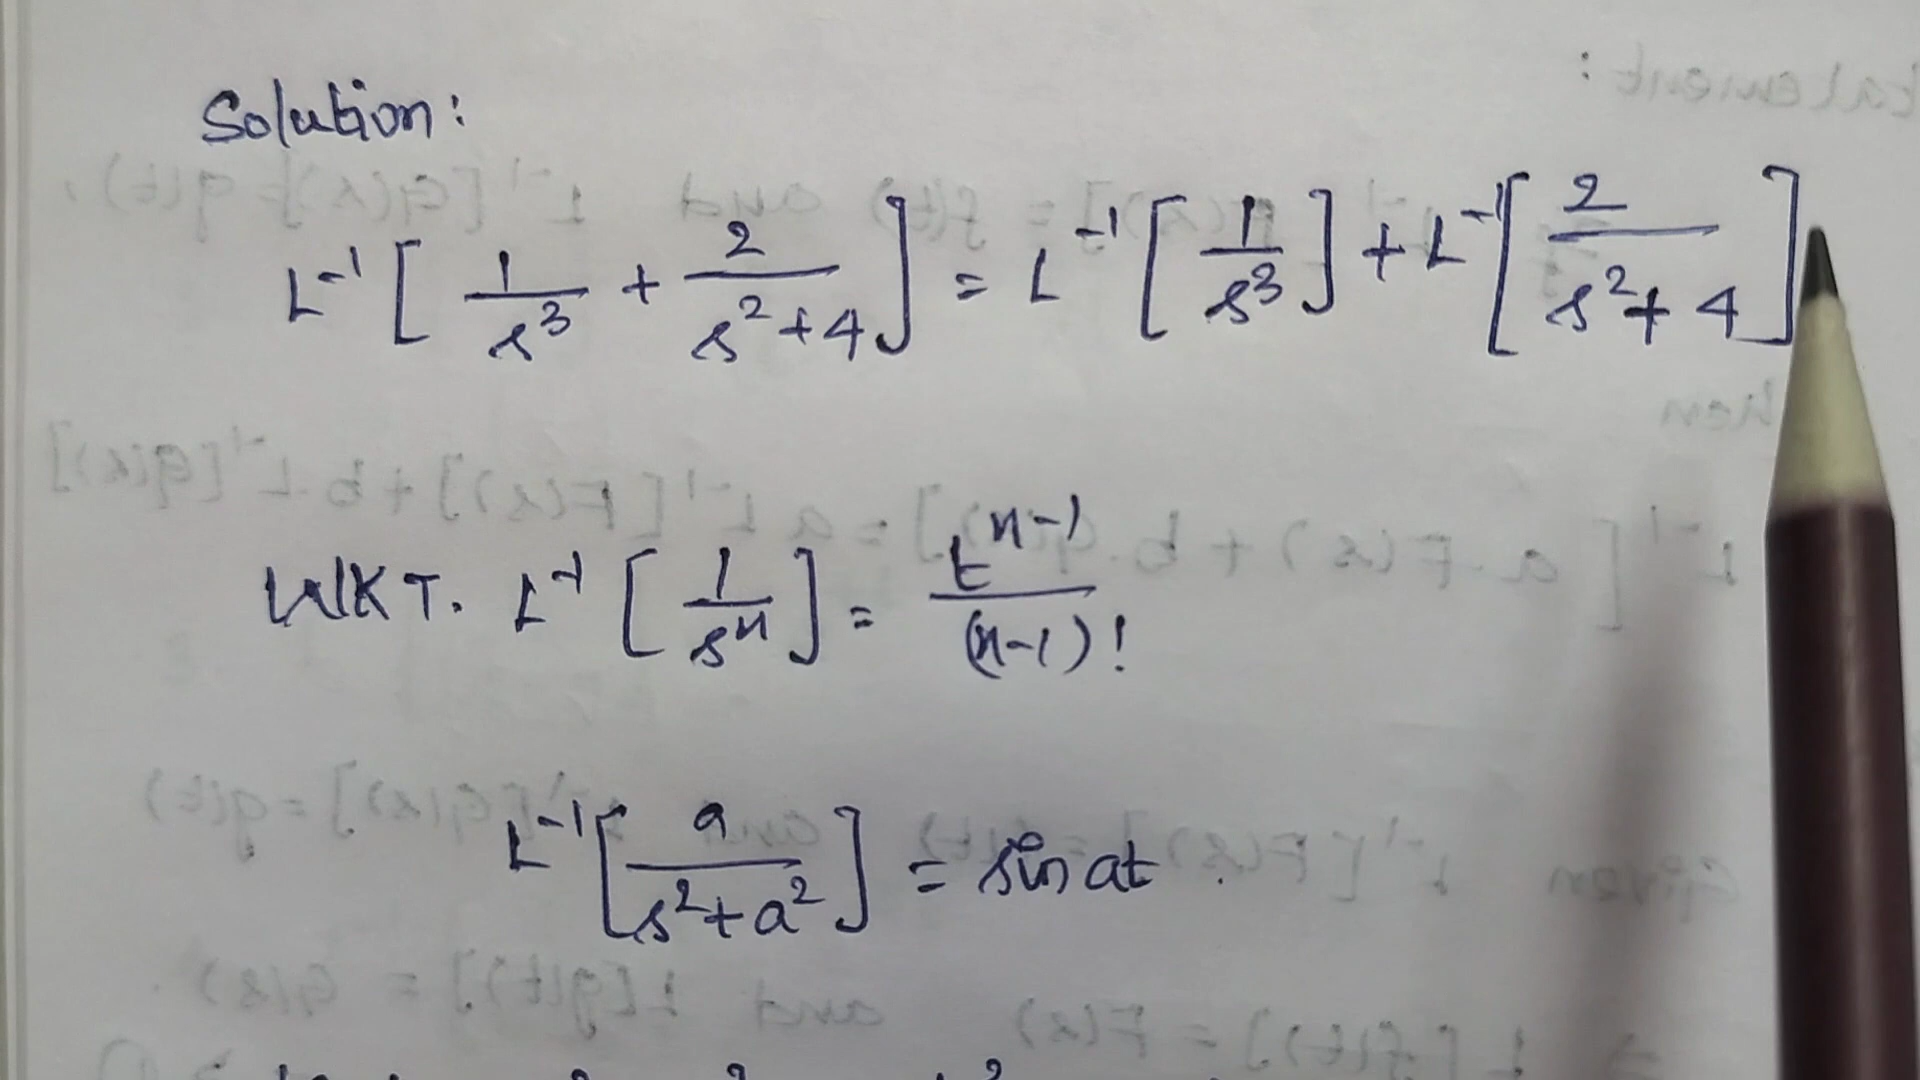 Solution:
L⁻¹ [ 1/s³ + 2/(s²+4) ] = L⁻¹ [ 1/s³ ] + L⁻¹ [ 2/(s²+4) ]
WKT. L⁻¹ [ 1/sⁿ ] = tⁿ⁻¹/(n-1)!
L⁻¹ [ a/(s²+a²) ] = sin at